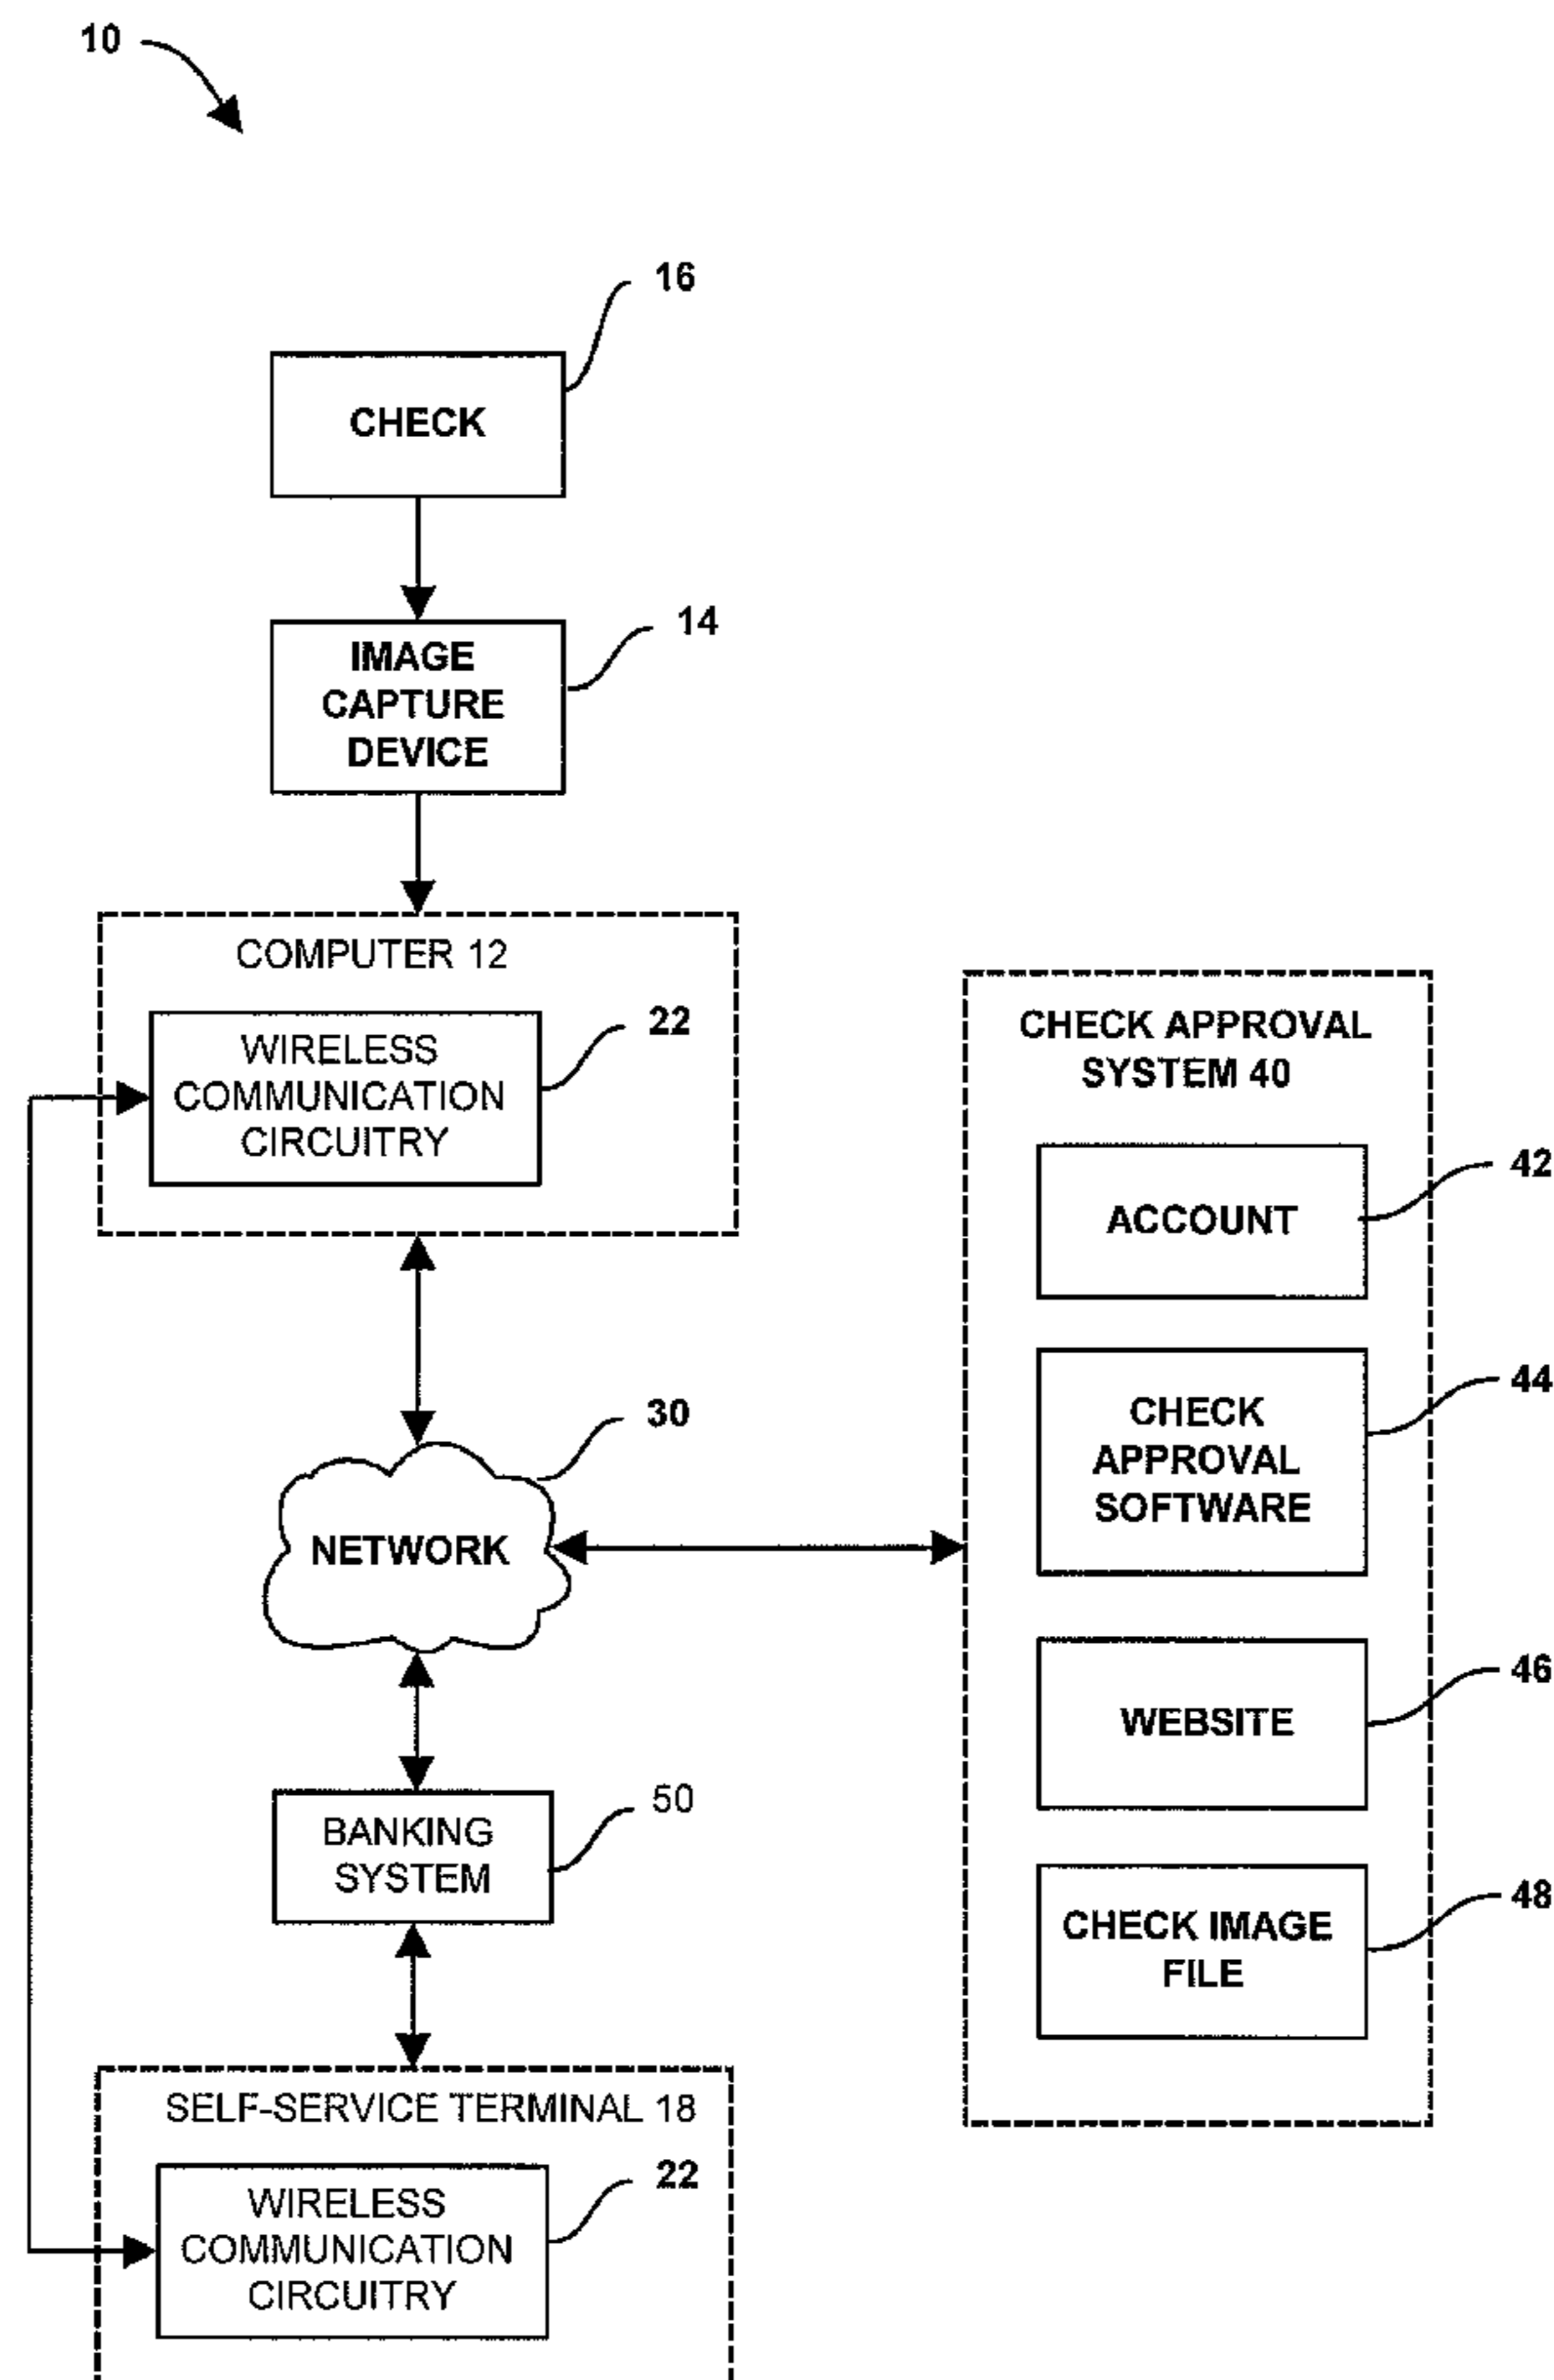 10
16
CHECK
14
IMAGE
CAPTURE
DEVICE
COMPUTER 12
22
WIRELESS
COMMUNICATION
CIRCUITRY
30
NETWORK
50
BANKING
SYSTEM
SELF-SERVICE TERMINAL 18
22
WIRELESS
COMMUNICATION
CIRCUITRY
CHECK APPROVAL
SYSTEM 40
42
ACCOUNT
44
CHECK
APPROVAL
SOFTWARE
46
WEBSITE
48
CHECK IMAGE
FILE